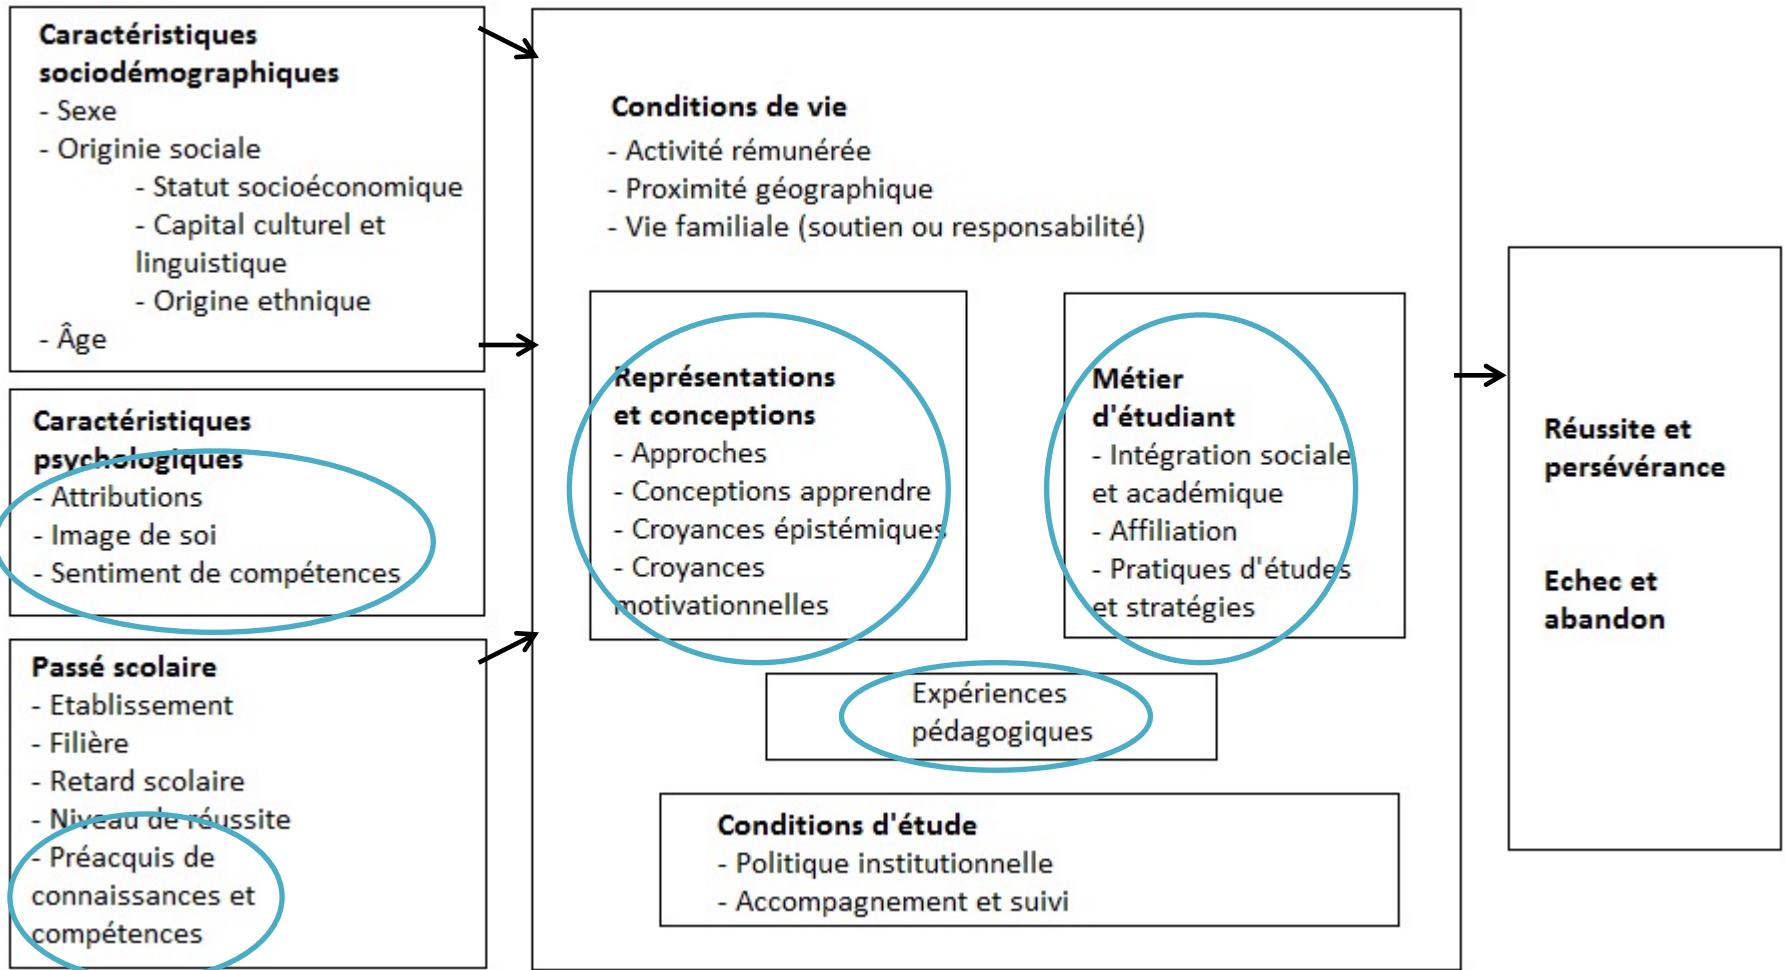 Caractéristiques
sociodémographiques
- Sexe
- Originie sociale
- Statut socioéconomique
- Capital culturel et
linguistique
- Origine ethnique
- Âge
Caractéristiques
psychologiques
- Attributions
- Image de soi
- Sentiment de compétences
Passé scolaire
- Etablissement
- Filière
- Retard scolaire
- Niveau de réussite
- Préacquis de
connaissances et
compétences
Conditions de vie
- Activité rémunérée
- Proximité géographique
- Vie familiale (soutien ou responsabilité)
Représentations
et conceptions
- Approches
- Conceptions apprendre
- Croyances épistémiques
- Croyances
motivationnelles
Métier
d'étudiant
- Intégration sociale
et académique
- Affiliation
- Pratiques d'études
et stratégies
Expériences
pédagogiques
Conditions d'étude
- Politique institutionnelle
- Accompagnement et suivi
Réussite et
persévérance
Echec et
abandon